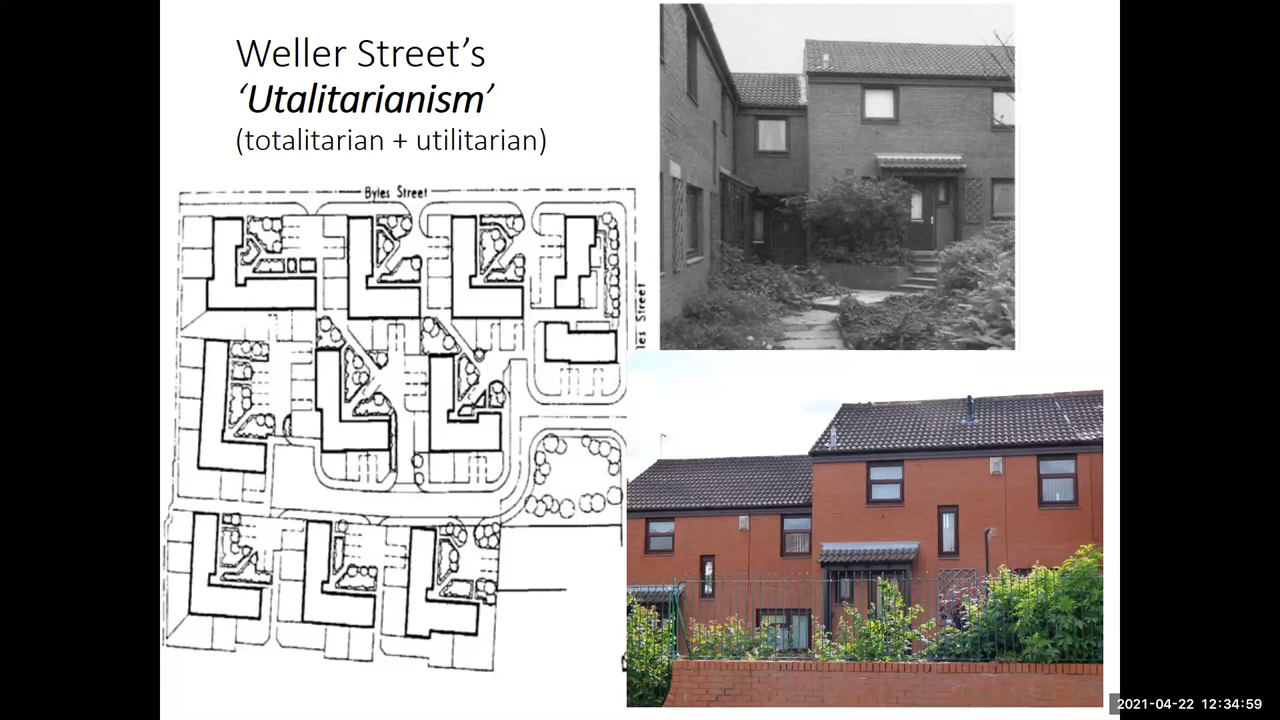 Weller Street’s
‘Utalitarianism’
(totalitarian + utilitarian)
Byles Street
les Street
2021-04-22 12:34:59